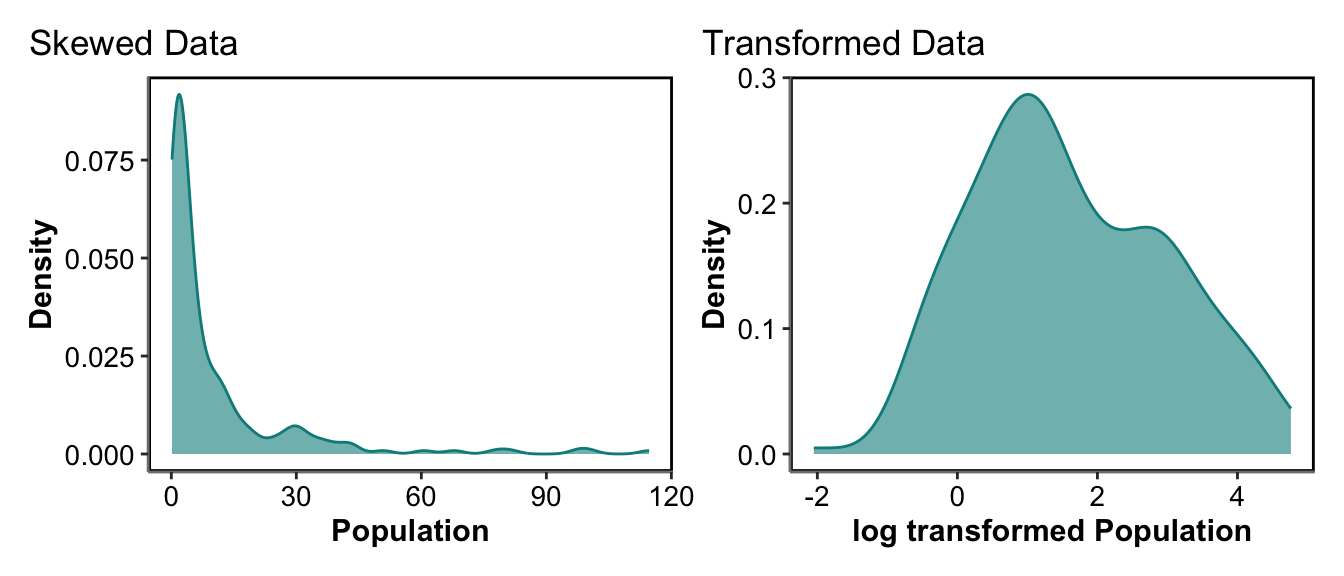 Skewed Data
Density
0.075
0.050
0.025
0.000
0 30 60 90 120
Population
Transformed Data
Density
0.3
0.2
0.1
0.0
-2 0 2 4
log transformed Population